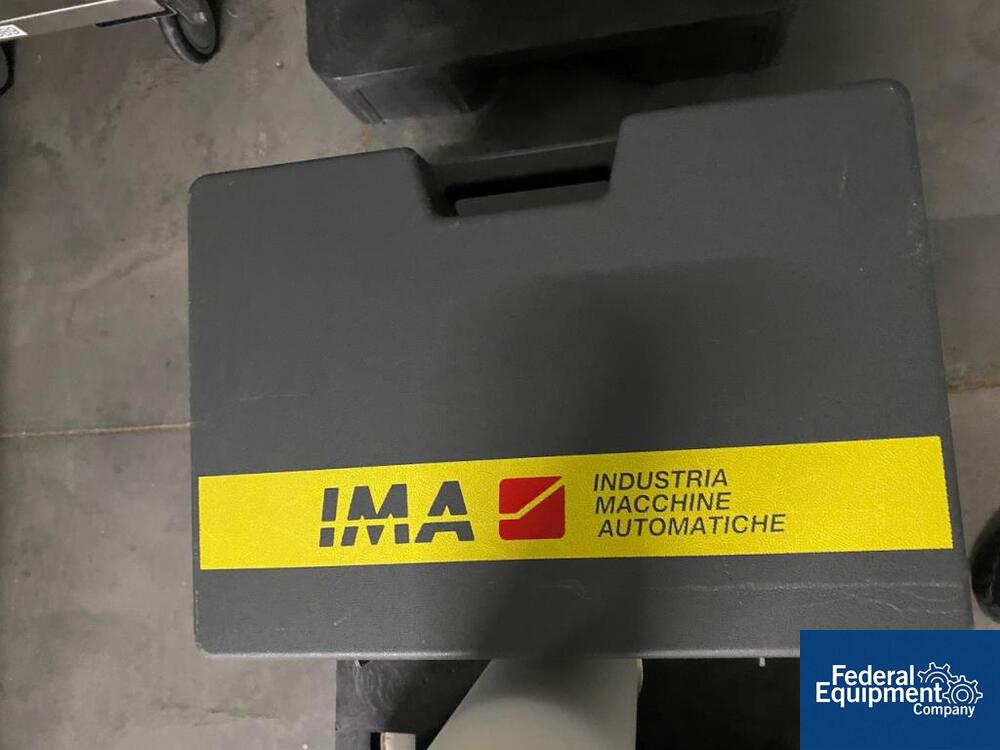 IMA
INDUSTRIA
MACCHINE
AUTOMATICHE
Federal
Equipment
Company